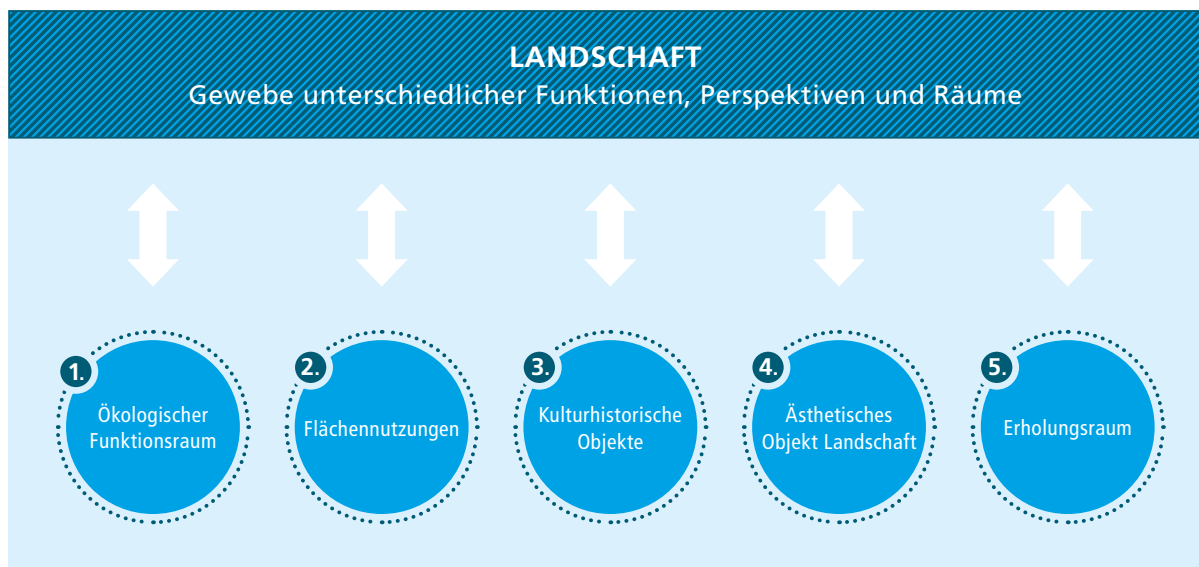 LANDSCHAFT
Gewebe unterschiedlicher Funktionen, Perspektiven und Räume
1.
Ökologischer
Funktionsraum
2.
Flächennutzungen
3.
Kulturhistorische
Objekte
4.
Ästhetisches
Objekt Landschaft
5.
Erholungsraum